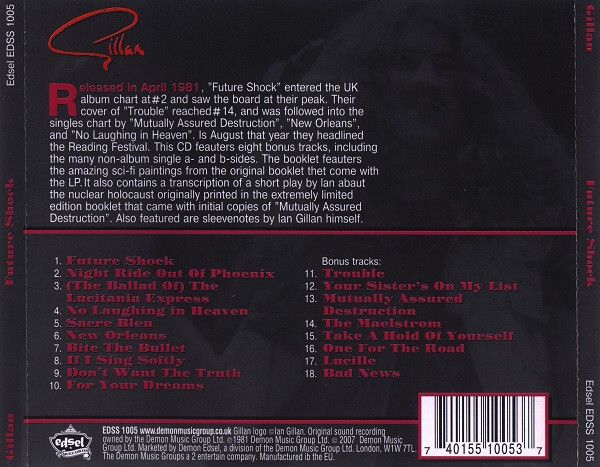 Edsel EDSS 1005
Future Shock
Gillan
Gillan
Released in April 1981, "Future Shock" entered the UK
album chart at#2 and saw the board at their peak. Their
cover of "Trouble" reached#14, and was followed into the
singles chart by "Mutually Assured Destruction", "New Orleans",
and "No Laughing in Heaven". Is August that year they headlined
the Reading Festival. This CD feauters eight bonus tracks, including
the many non-album single a- and b-sides. The booklet feauters the
amazing sci-fi paintings from the original booklet thet come with
the LP.It also contains a transcription of a short play by Ian abaut
the nuclear holocaust originally printed in the extremely limited
edition booklet that came with initial copies of "Mutually Assured
Destruction". Also featured are sleevenotes by Ian Gillan himself.
1. Future Shock
2. Night Ride Out Of Phoenix
3. (The Ballad Of) The
Lucitania Express
4. No Laughing in Heaven
5. Sacre Bleu
6. New Orleans
7. Bite The Bullet
8. If I Sing Softly
9. Don't Want The Truth
10. For Your Dreams
Bonus tracks:
11. Trouble
12. Your Sister's On My List
13. Mutually Assured
Destruction
14. The Maelstrom
15. Take A Hold Of Yourself
16. One For The Road
17. Lucille
18. Bad News
edsel
EDSS 1005 www.demonmusicgroup.co.uk Gillan logo ©Ian Gillan. Original sound recording
owned by the Demon Music Group Ltd. ℗1981 Demon Music Group Ltd. © 2007 Demon Music
Group Ltd. Marketed by Demon Edsel, a division of the Demon Music Group Ltd. London, W1W 7TL.
The Demon Music Groups a 2 entertain company. Manufactured ib the EU.
7 40155 10053 7
Gillan
Future Shock
Edsel EDSS 1005